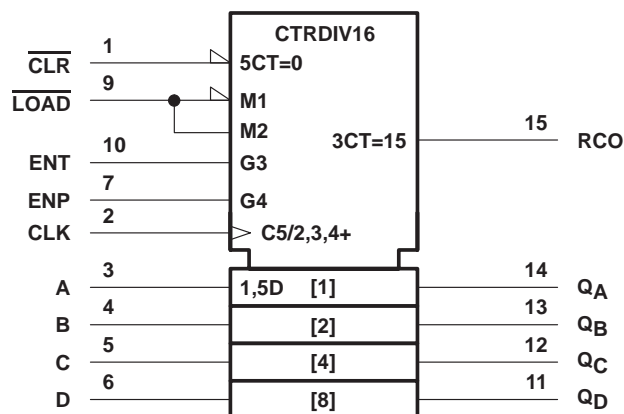 CTRDIV16
CLR 1 5CT=0
LOAD 9 M1
M2
3CT=15 15 RCO
ENT 10 G3
ENP 7 G4
CLK 2 C5/2,3,4+
A 3 1,5D [1] 14 QA
B 4 [2] 13 QB
C 5 [4] 12 QC
D 6 [8] 11 QD